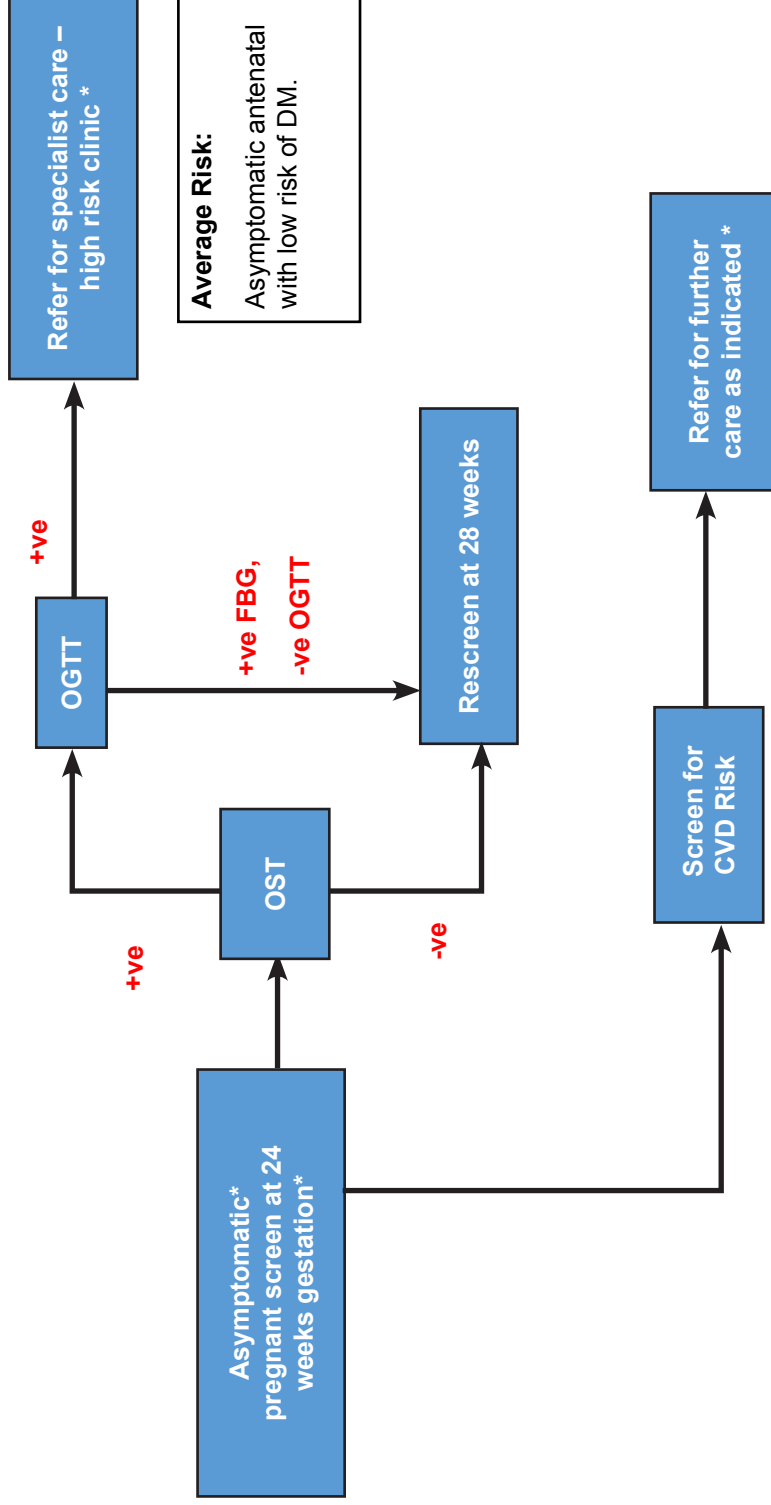 Asymptomatic*
pregnant screen at 24
weeks gestation*
+ve
OST
-ve
OGTT
+ve
+ve FBG,
-ve OGTT
Rescreen at 28 weeks
Refer for specialist care –
high risk clinic *
Average Risk:
Asymptomatic antenatal
with low risk of DM.
Screen for
CVD Risk
Refer for further
care as indicated *